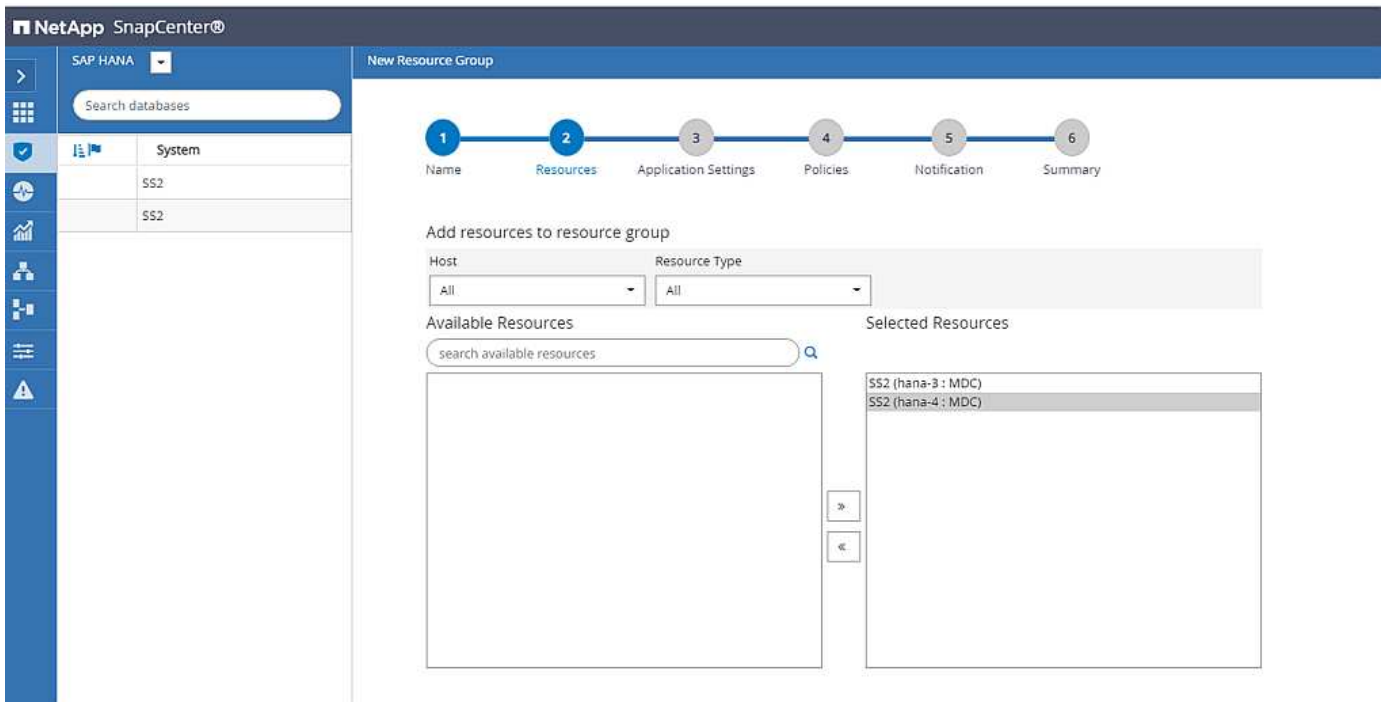 NetApp SnapCenter®
SAP HANA
New Resource Group
Search databases
System
SS2
SS2
1 2 3 4 5 6
Name Resources Application Settings Policies Notification Summary
Add resources to resource group
Host Resource Type
All All
Available Resources Selected Resources
search available resources
SS2 (hana-3 : MDC)
SS2 (hana-4 : MDC)
»
«